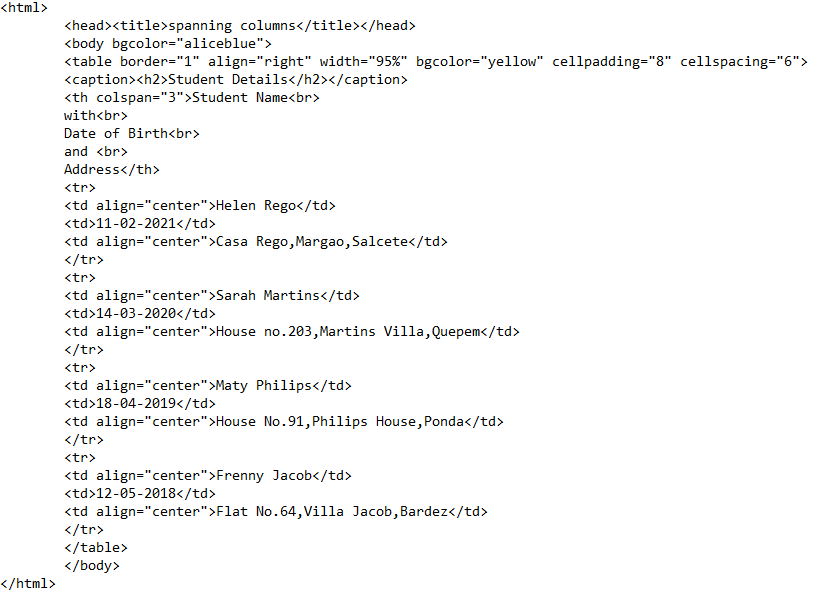 <html>
<head><title>spanning columns</title></head>
<body bgcolor="aliceblue">
<table border="1" align="right" width="95%" bgcolor="yellow" cellpadding="8" cellspacing="6">
<caption><h2>Student Details</h2></caption>
<th colspan="3">Student Name<br>
with<br>
Date of Birth<br>
and <br>
Address</th>
<tr>
<td align="center">Helen Rego</td>
<td>11-02-2021</td>
<td align="center">Casa Rego,Margao,Salcete</td>
</tr>
<tr>
<td align="center">Sarah Martins</td>
<td>14-03-2020</td>
<td align="center">House no.203,Martins Villa,Quepem</td>
</tr>
<tr>
<td align="center">Maty Philips</td>
<td>18-04-2019</td>
<td align="center">House No.91,Philips House,Ponda</td>
</tr>
<tr>
<td align="center">Frenny Jacob</td>
<td>12-05-2018</td>
<td align="center">Flat No.64,Villa Jacob,Bardez</td>
</tr>
</table>
</body>
</html>